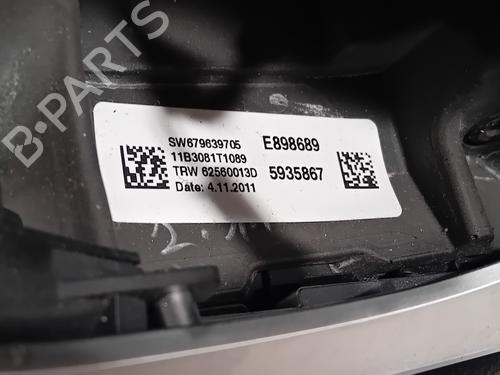 B-PARTS
SW679639705 E898689
11B3081T1089
TRW 62560013D 5935867
Date: 4.11.2011